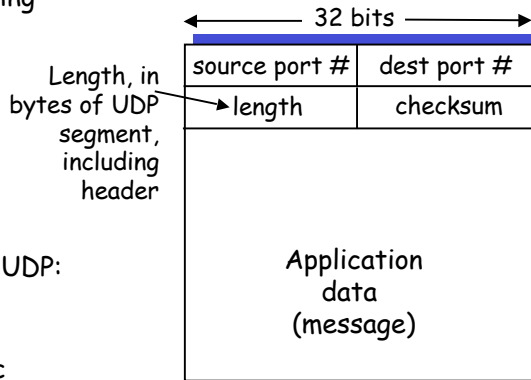 ing
32 bits
source port #
dest port #
Length, in
bytes of UDP
segment,
including
header
length
checksum
UDP:
Application
data
(message)
c